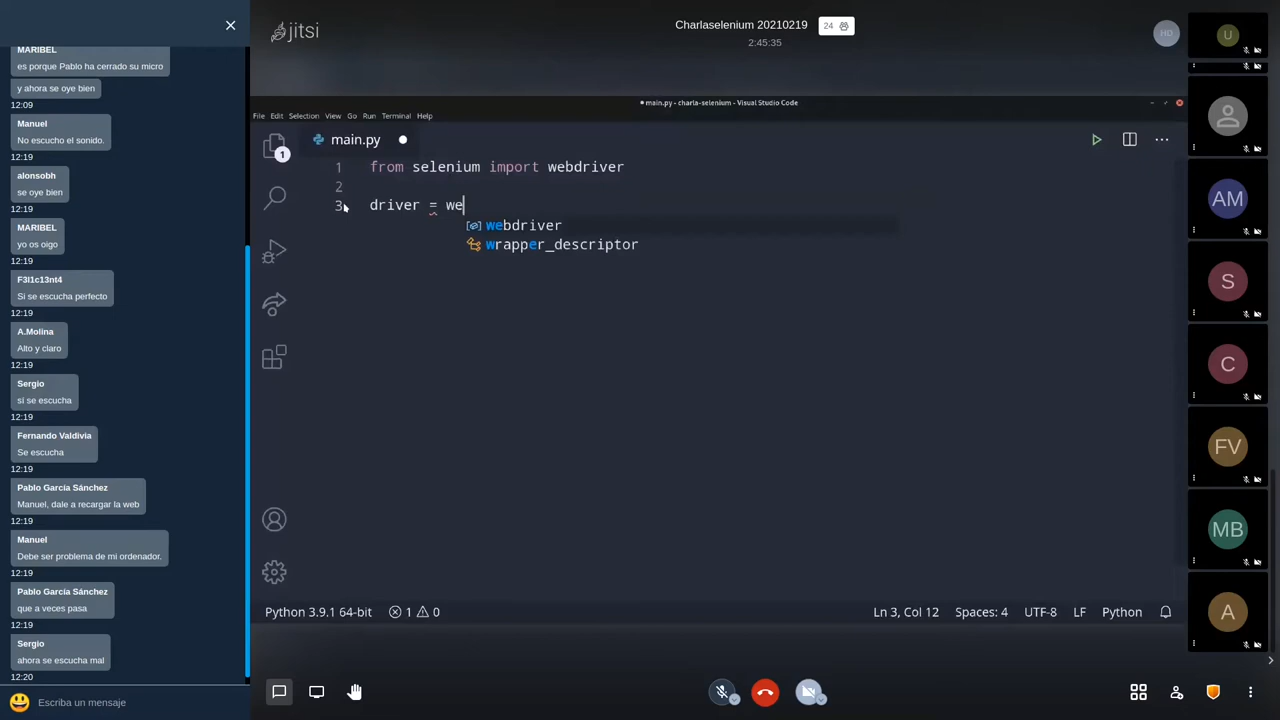 MARIBEL
es porque Pablo ha cerrado su micro
y ahora se oye bien
12:09
Manuel
No escucho el sonido.
12:19
alonsobh
se oye bien
12:19
MARIBEL
yo os oigo
12:19
F3l1c13nt4
Si se escucha perfecto
12:19
A.Molina
Alto y claro
12:19
Sergio
sí se escucha
12:19
Fernando Valdivia
Se escucha
12:19
Pablo García Sánchez
Manuel, dale a recargar la web
12:19
Manuel
Debe ser problema de mi ordenador.
12:19
Pablo García Sánchez
que a veces pasa
12:19
Sergio
ahora se escucha mal
12:20
Escriba un mensaje
jitsi
Charlaselenium 20210219 24
2:45:35
HD
main.py - charla-selenium - Visual Studio Code
File Edit Selection View Go Run Terminal Help
1
main.py
1 from selenium import webdriver
2
3 driver = we
webdriver
wrapper_descriptor
Python 3.9.1 64-bit 1 0 Ln 3, Col 12 Spaces: 4 UTF-8 LF Python
U
AM
S
C
FV
MB
A